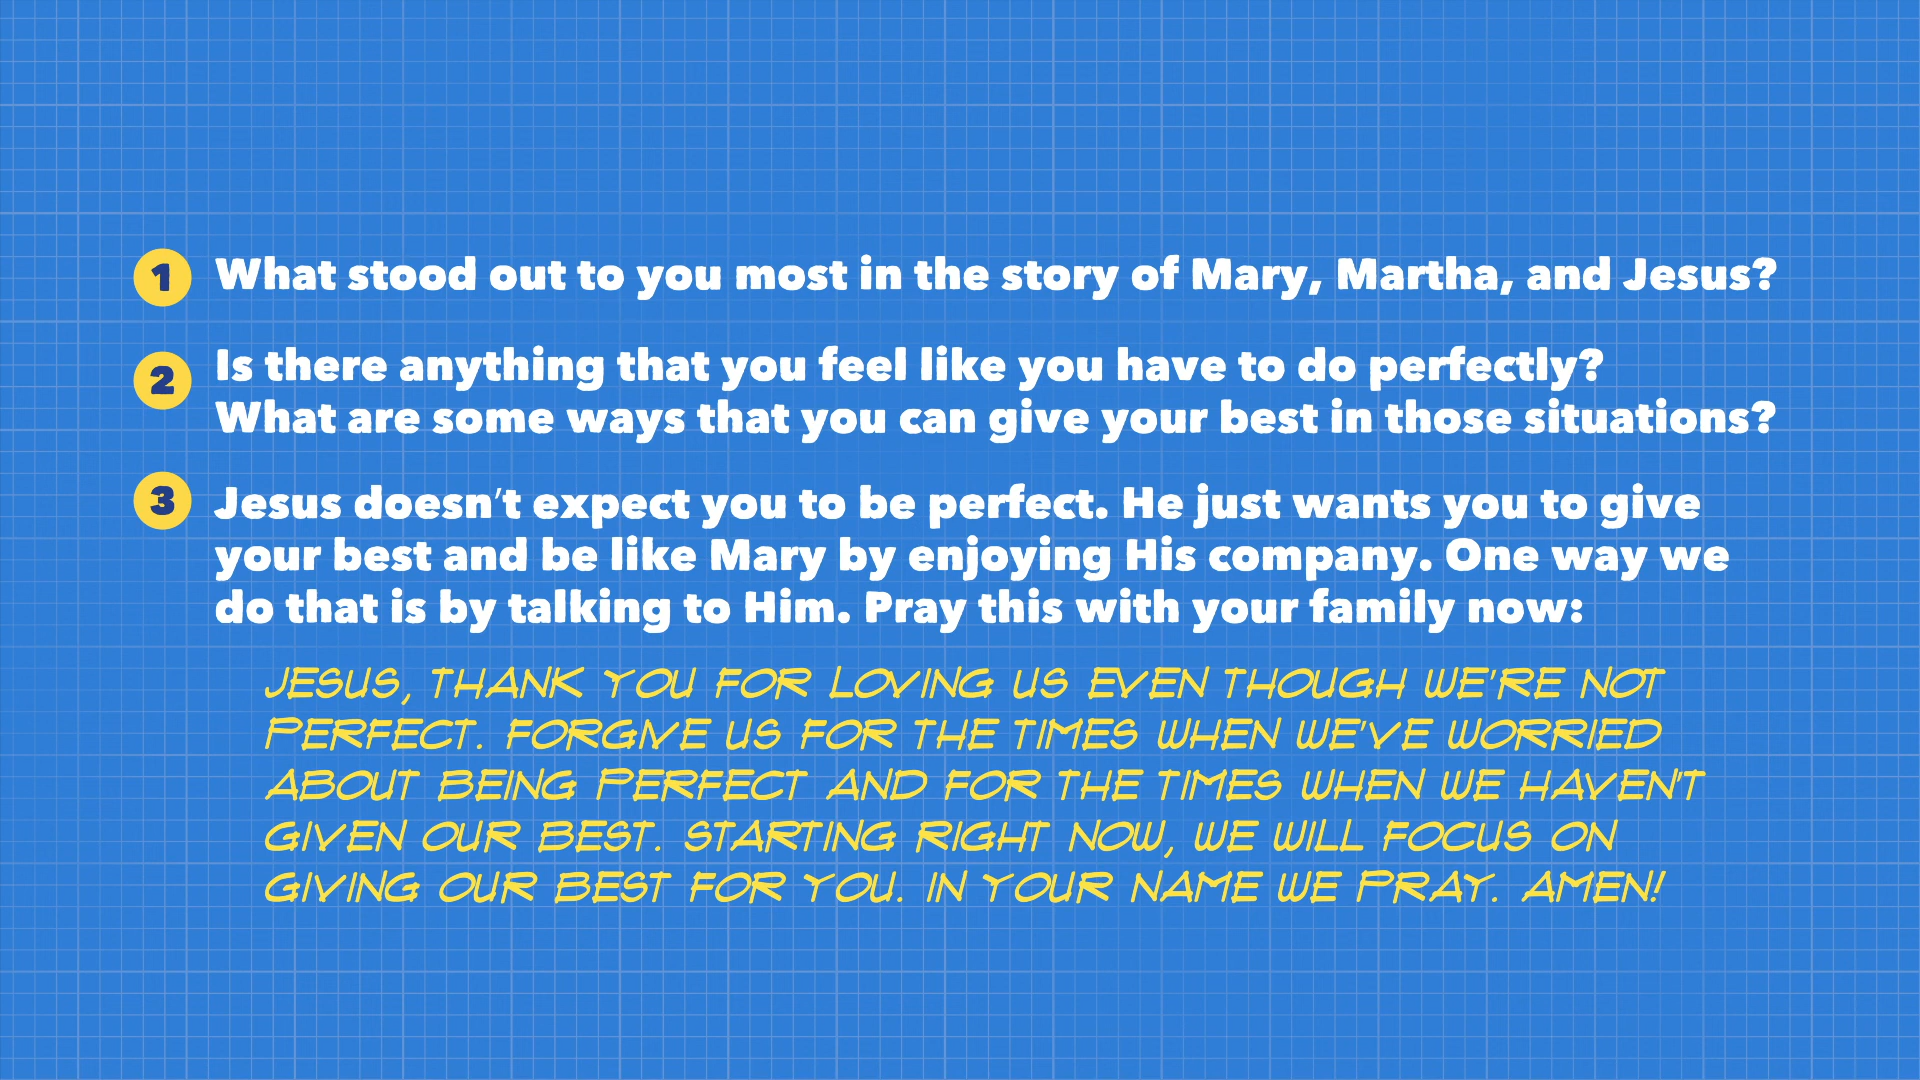 1 What stood out to you most in the story of Mary, Martha, and Jesus?
2 Is there anything that you feel like you have to do perfectly?
What are some ways that you can give your best in those situations?
3 Jesus doesn't expect you to be perfect. He just wants you to give
your best and be like Mary by enjoying His company. One way we
do that is by talking to Him. Pray this with your family now:
JESUS, THANK YOU FOR LOVING US EVEN THOUGH WE'RE NOT
PERFECT. FORGIVE US FOR THE TIMES WHEN WE'VE WORRIED
ABOUT BEING PERFECT AND FOR THE TIMES WHEN WE HAVEN'T
GIVEN OUR BEST. STARTING RIGHT NOW, WE WILL FOCUS ON
GIVING OUR BEST FOR YOU. IN YOUR NAME WE PRAY. AMEN!